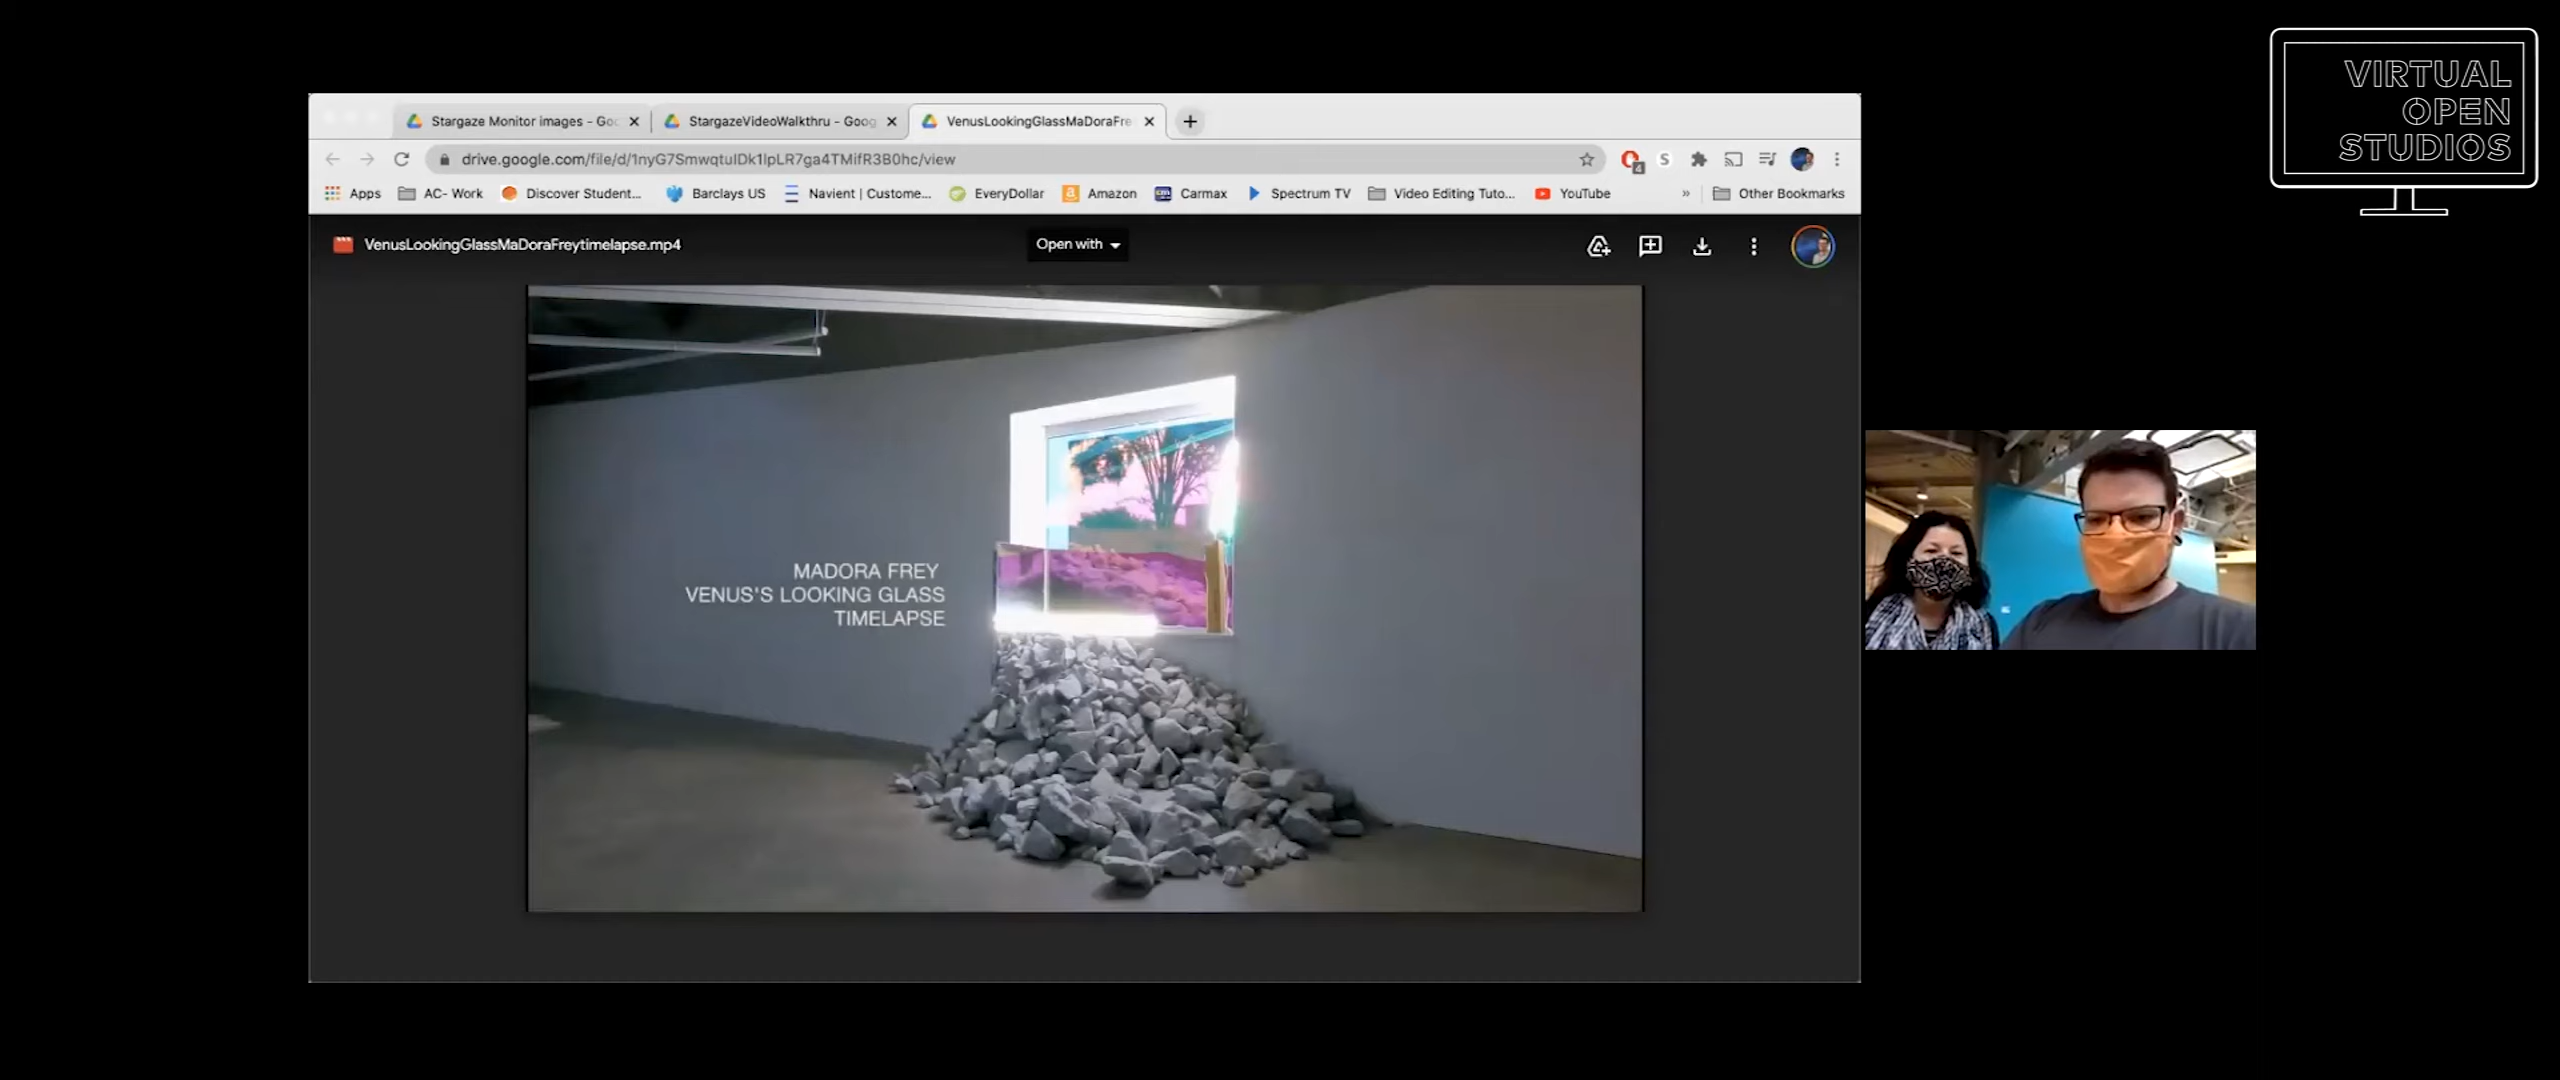 VIRTUAL
OPEN
STUDIOS
Stargaze Monitor images - Goo
StargazeVideoWalkthru - Goog
VenusLookingGlassMaDoraFre
drive.google.com/file/d/1nyG7SmwqtuIDk1lpLR7ga4TMifR3B0hc/view
4
S
Apps
AC- Work
Discover Student...
Barclays US
Navient | Custome...
EveryDollar
Amazon
Carmax
Spectrum TV
Video Editing Tuto...
YouTube
»
Other Bookmarks
VenusLookingGlassMaDoraFreytimelapse.mp4
Open with
MADORA FREY
VENUS'S LOOKING GLASS
TIMELAPSE